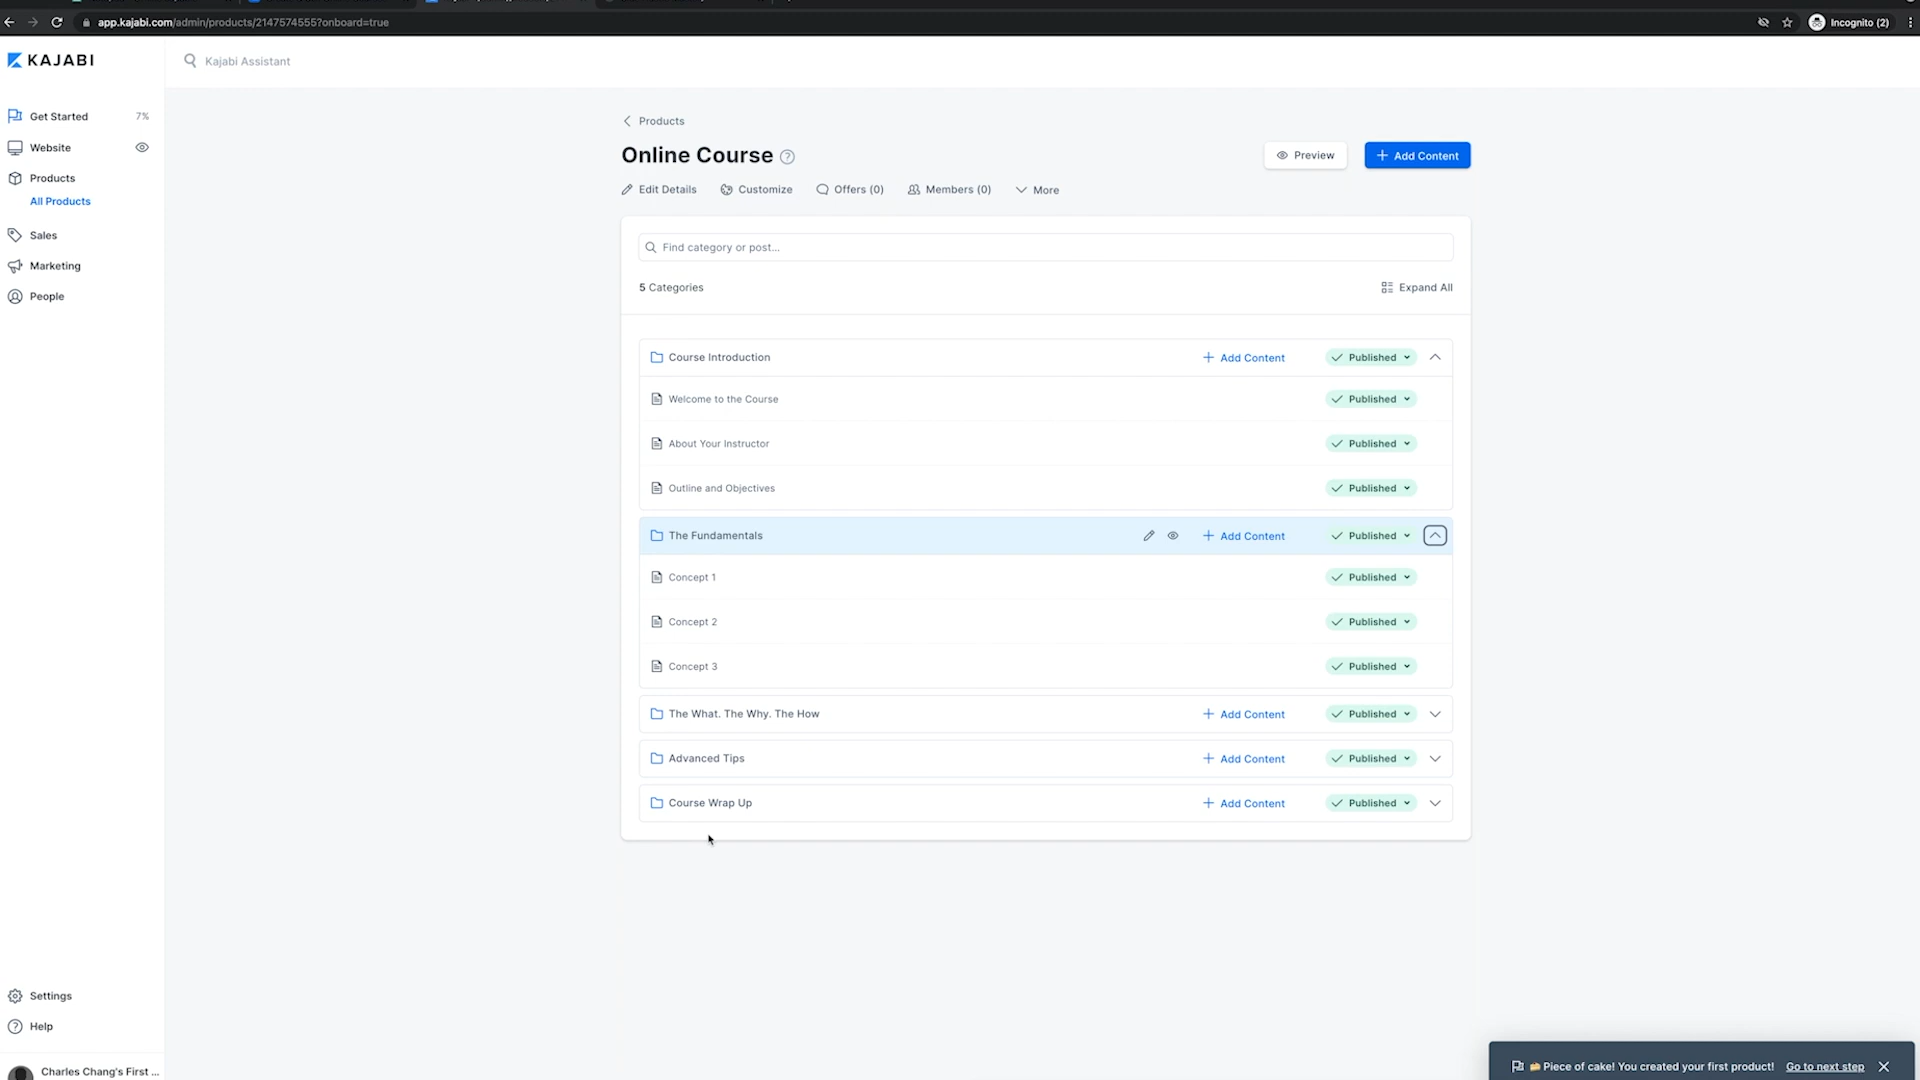 app.kajabi.com/admin/products/2147574555?onboard=true
Incognito (2)
KAJABI
Kajabi Assistant
Get Started 7%
Website
Products
All Products
Sales
Marketing
People
Products
Online Course
Preview
Add Content
Edit Details
Customize
Offers (0)
Members (0)
More
Find category or post...
5 Categories
Expand All
Course Introduction + Add Content Published
Welcome to the Course Published
About Your Instructor Published
Outline and Objectives Published
The Fundamentals + Add Content Published
Concept 1 Published
Concept 2 Published
Concept 3 Published
The What. The Why. The How + Add Content Published
Advanced Tips + Add Content Published
Course Wrap Up + Add Content Published
Settings
Help
Charles Chang's First ...
Piece of cake! You created your first product! Go to next step